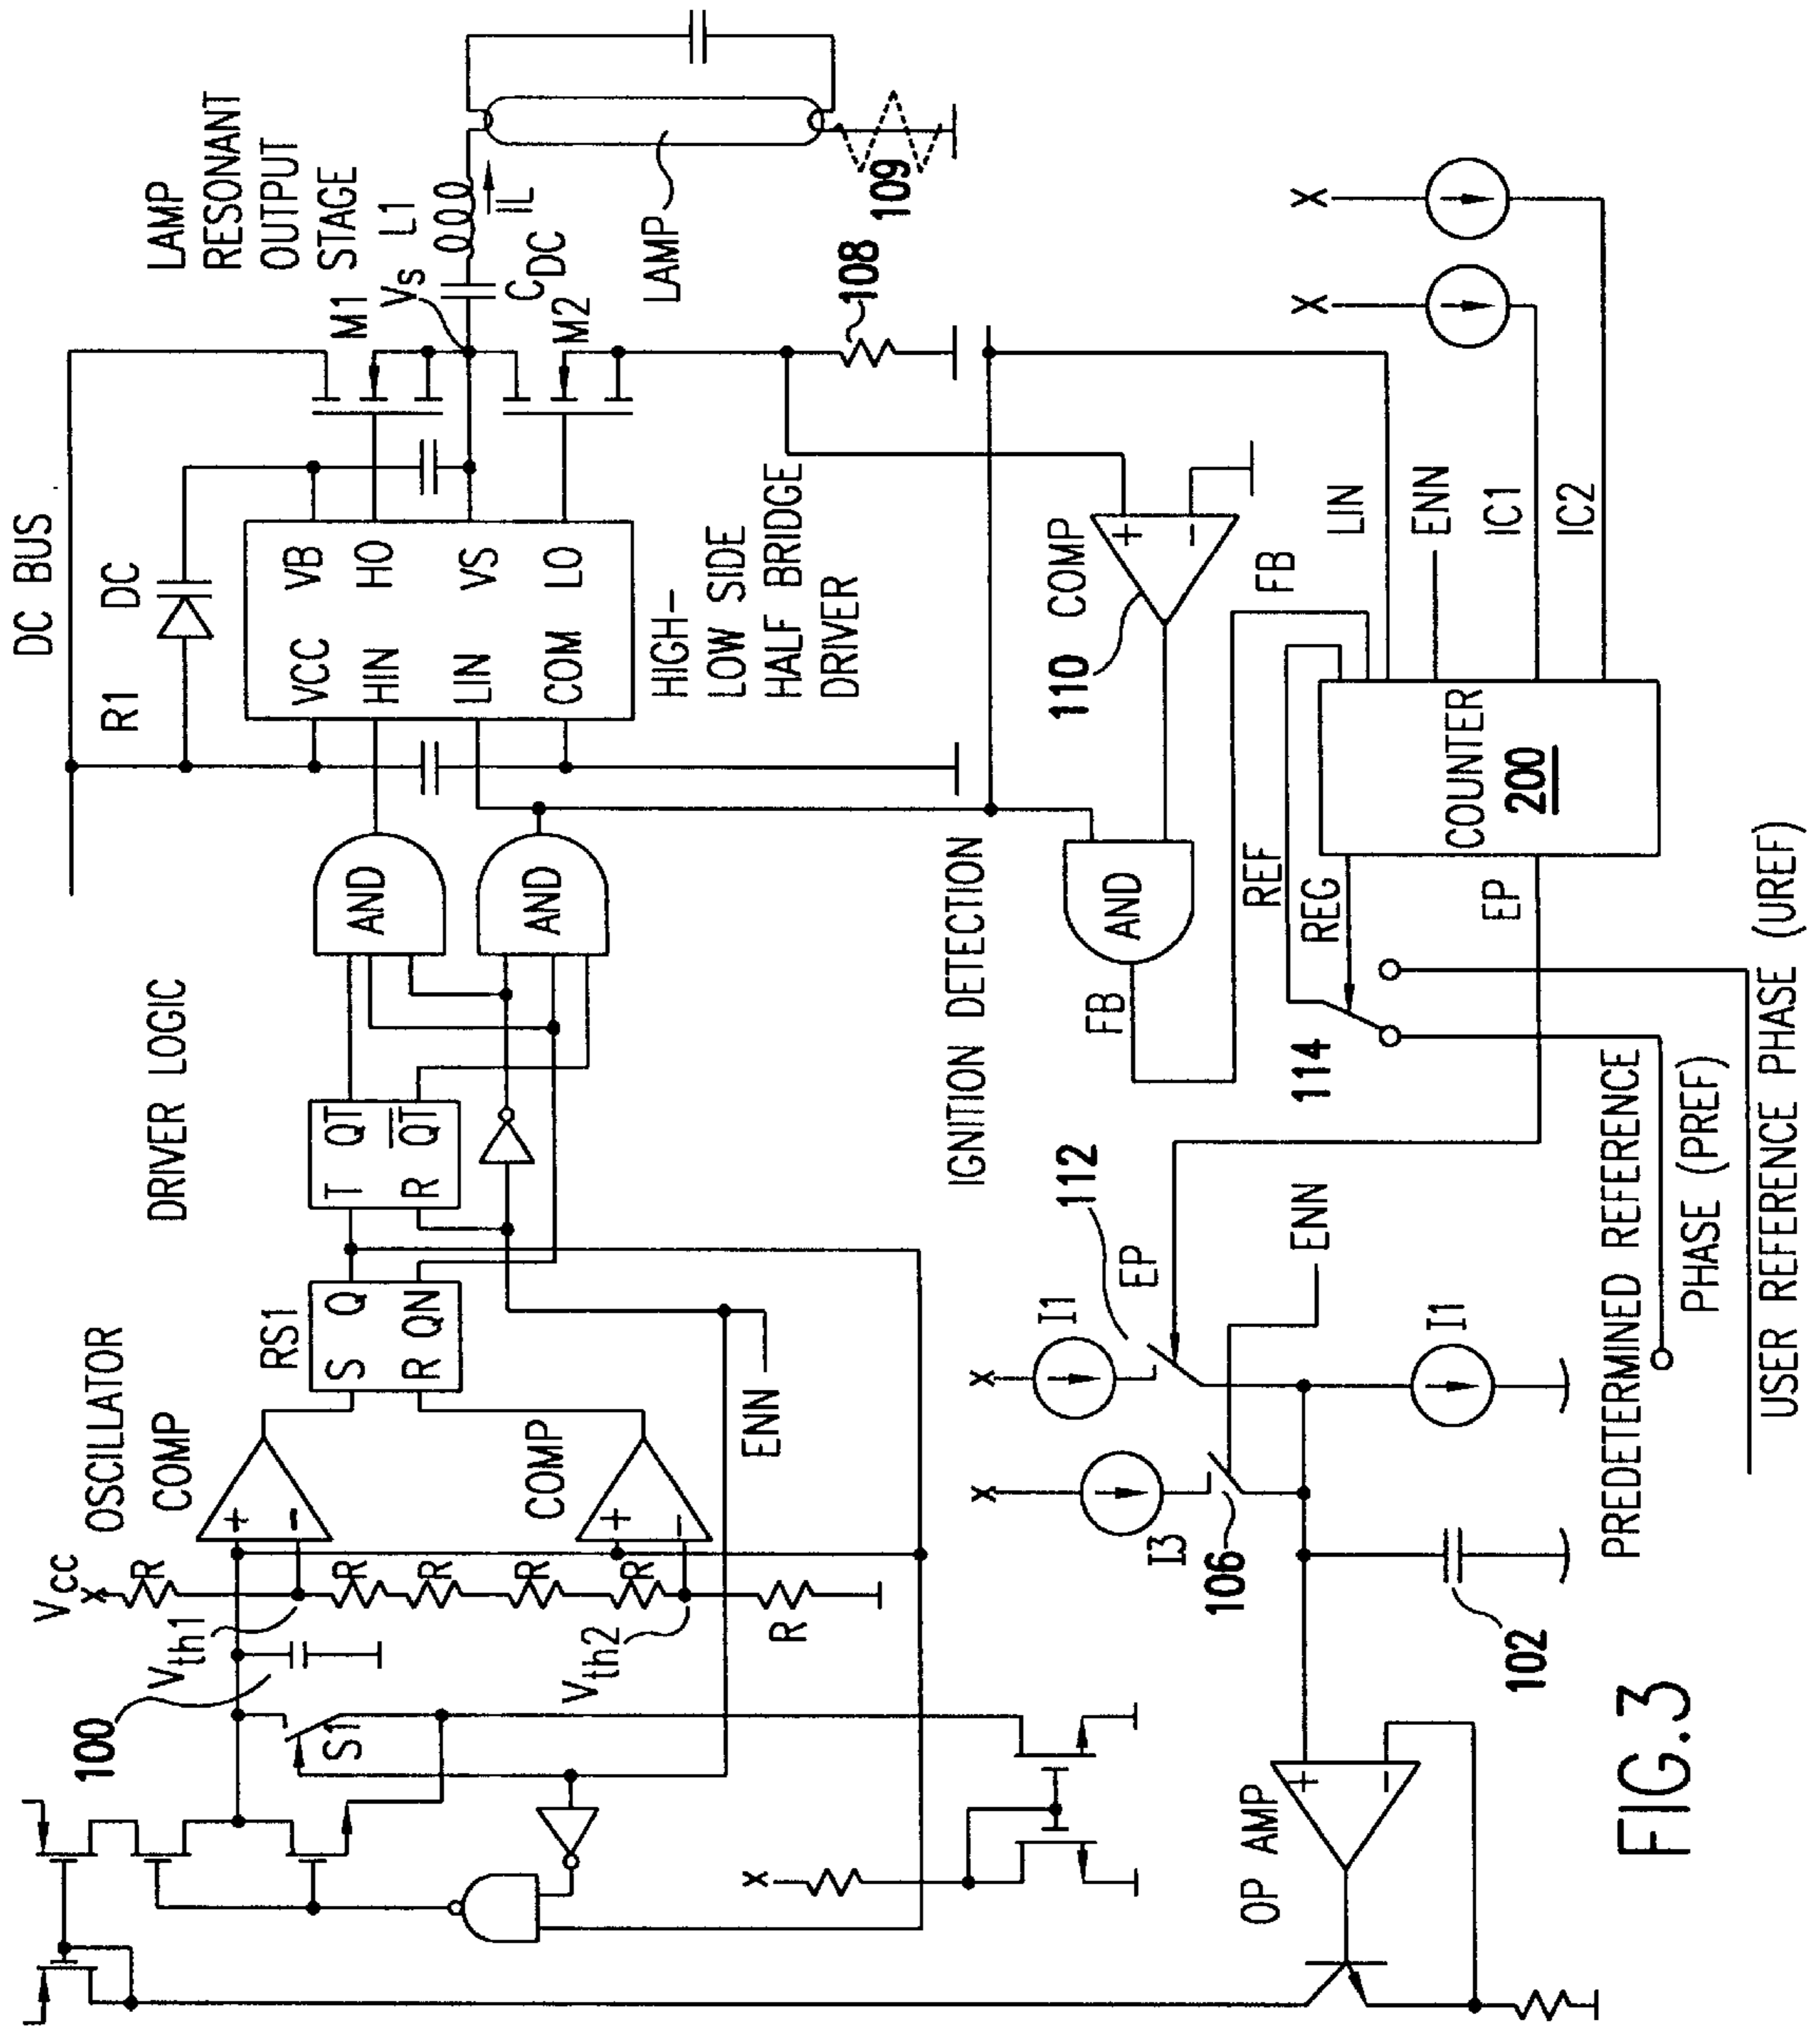 LAMP
RESONANT
OUTPUT
STAGE
L1
IL
Vs
CDC
M1
M2
LAMP
109
108
DC BUS
DC
R1
VB
HO
VS
LO
VCC
HIN
LIN
COM
HIGH-
LOW SIDE
HALF BRIDGE
DRIVER
COMP
+
-
110
FB
LIN
ENN
IC1
IC2
X
X
COUNTER
200
REF
REG
EP
DRIVER LOGIC
AND
AND
T QT
R QT
IGNITION DETECTION
AND
FB
114
OSCILLATOR
RS1
S Q
R QN
COMP
+
-
COMP
+
-
ENN
Vcc
X
R
R
R
R
R
R
Vth1
Vth2
100
S1
X
112
EP
ENN
I1
X
I1
I3
X
106
102
OP AMP
+
-
PREDETERMINED REFERENCE
PHASE (PREF)
USER REFERENCE PHASE (UREF)
FIG.3